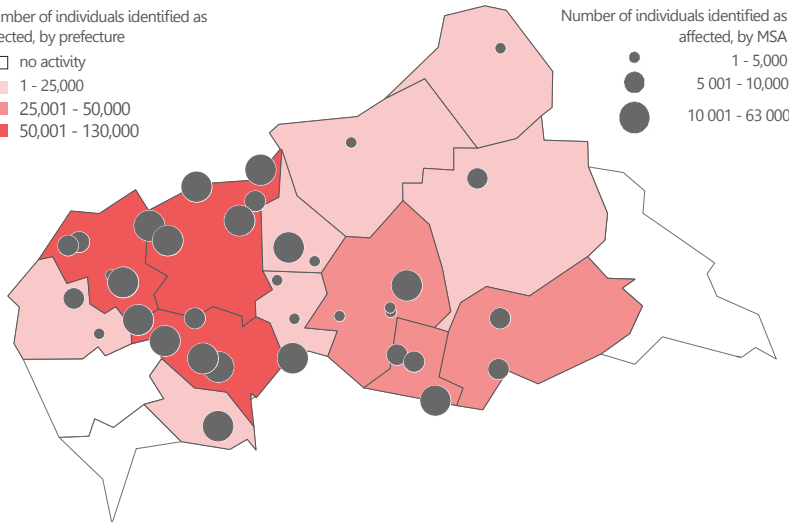 mber of individuals identified as
ected, by prefecture
no activity
1 - 25,000
25,001 - 50,000
50,001 - 130,000
Number of individuals identified as
affected, by MSA
1 - 5,000
5 001 - 10,000
10 001 - 63 000